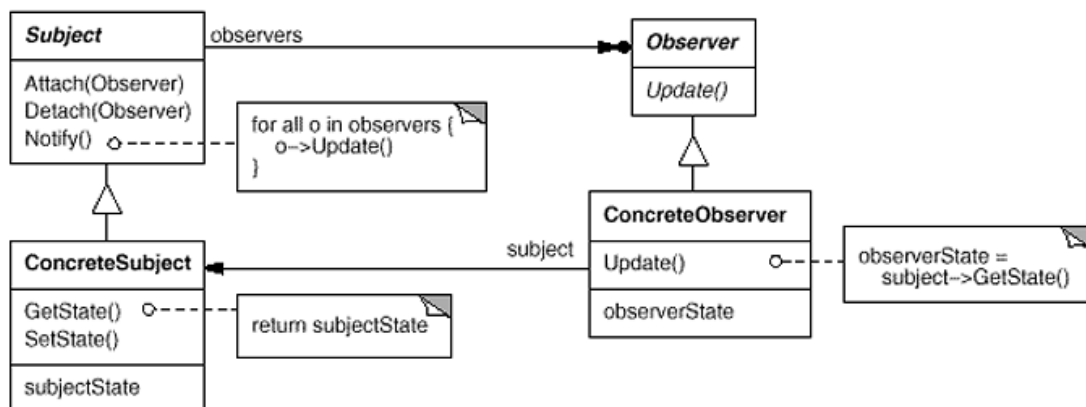 Subject
observers
Observer
Attach(Observer)
Detach(Observer)
Notify()
Update()
for all o in observers {
o->Update()
}
ConcreteObserver
Update()
observerState
observerState =
subject->GetState()
subject
ConcreteSubject
GetState()
SetState()
subjectState
return subjectState